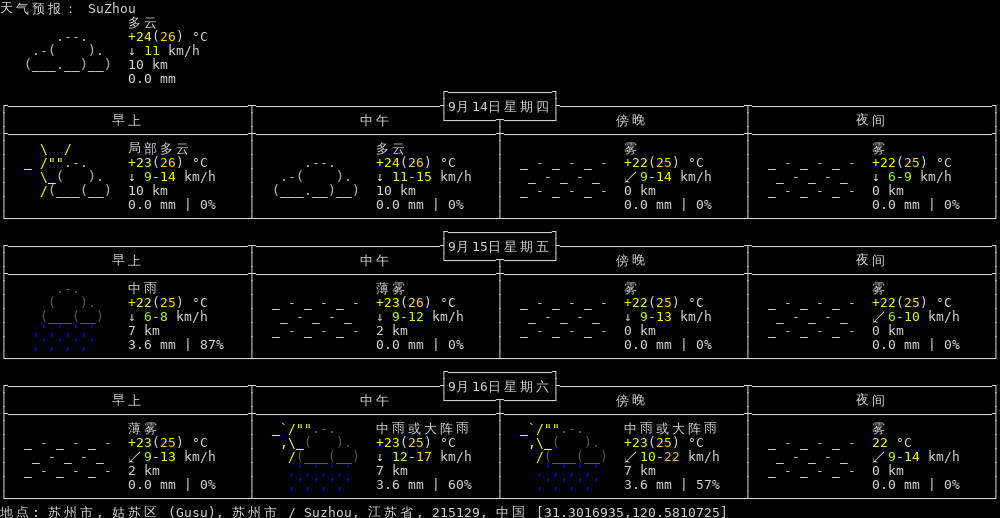 天气预报： SuZhou
多云
+24(26) °C
↓ 11 km/h
10 km
0.0 mm
9月14日星期四
早上 中午 傍晚 夜间
局部多云 多云 雾 雾
+23(26) °C +24(26) °C +22(25) °C +22(25) °C
↓ 9-14 km/h ↓ 11-15 km/h ↙ 9-14 km/h ↓ 6-9 km/h
10 km 10 km 0 km 0 km
0.0 mm | 0% 0.0 mm | 0% 0.0 mm | 0% 0.0 mm | 0%
9月15日星期五
早上 中午 傍晚 夜间
中雨 薄雾 雾 雾
+22(25) °C +23(26) °C +22(25) °C +22(25) °C
↓ 6-8 km/h ↓ 9-12 km/h ↓ 9-13 km/h ↙ 6-10 km/h
7 km 2 km 0 km 0 km
3.6 mm | 87% 0.0 mm | 0% 0.0 mm | 0% 0.0 mm | 0%
9月16日星期六
早上 中午 傍晚 夜间
薄雾 中雨或大阵雨 中雨或大阵雨 雾
+23(25) °C +23(25) °C +23(25) °C 22 °C
↙ 9-13 km/h ↓ 12-17 km/h ↙ 10-22 km/h ↙ 9-14 km/h
2 km 7 km 7 km 0 km
0.0 mm | 0% 3.6 mm | 60% 3.6 mm | 57% 0.0 mm | 0%
地点: 苏州市, 姑苏区 (Gusu), 苏州市 / Suzhou, 江苏省, 215129, 中国 [31.3016935,120.5810725]